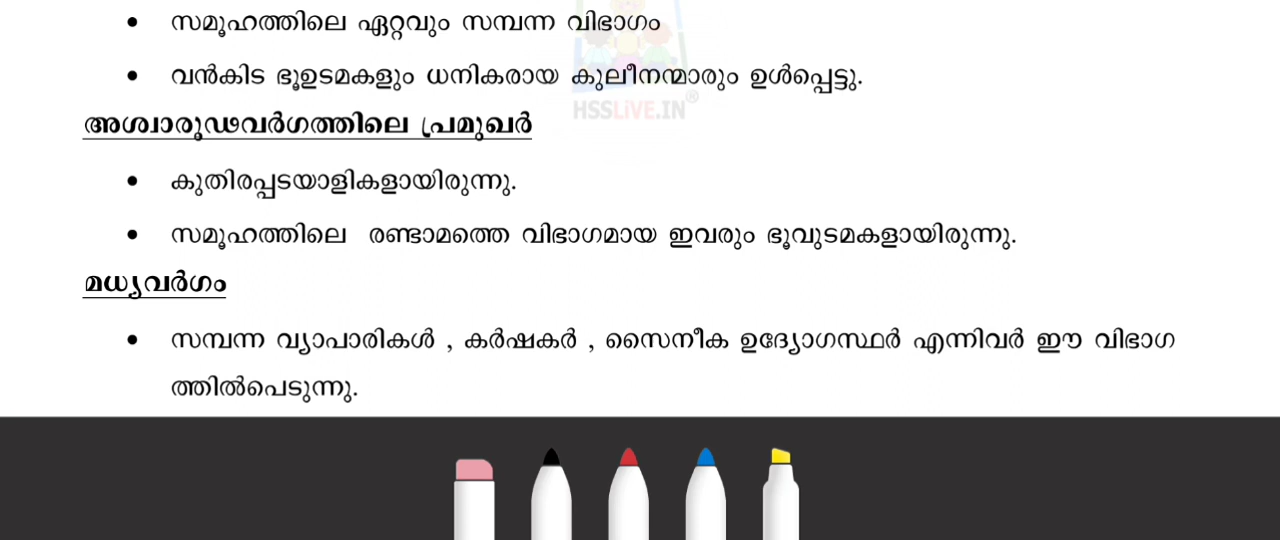 സമൂഹത്തിലെ ഏറ്റവും സമ്പന്ന വിഭാഗം
വൻകിട ഭൂഉടമകളും ധനികരായ കുലീനന്മാരും ഉൾപ്പെട്ടു.
HSSLIVE.IN®
അശ്വാരൂഢവർഗത്തിലെ പ്രമുഖർ
കുതിരപ്പടയാളികളായിരുന്നു.
സമൂഹത്തിലെ രണ്ടാമത്തെ വിഭാഗമായ ഇവരും ഭൂവുടമകളായിരുന്നു.
മധ്യവർഗം
സമ്പന്ന വ്യാപാരികൾ , കർഷകർ , സൈനീക ഉദ്യോഗസ്ഥർ എന്നിവർ ഈ വിഭാഗ
ത്തിൽപെടുന്നു.